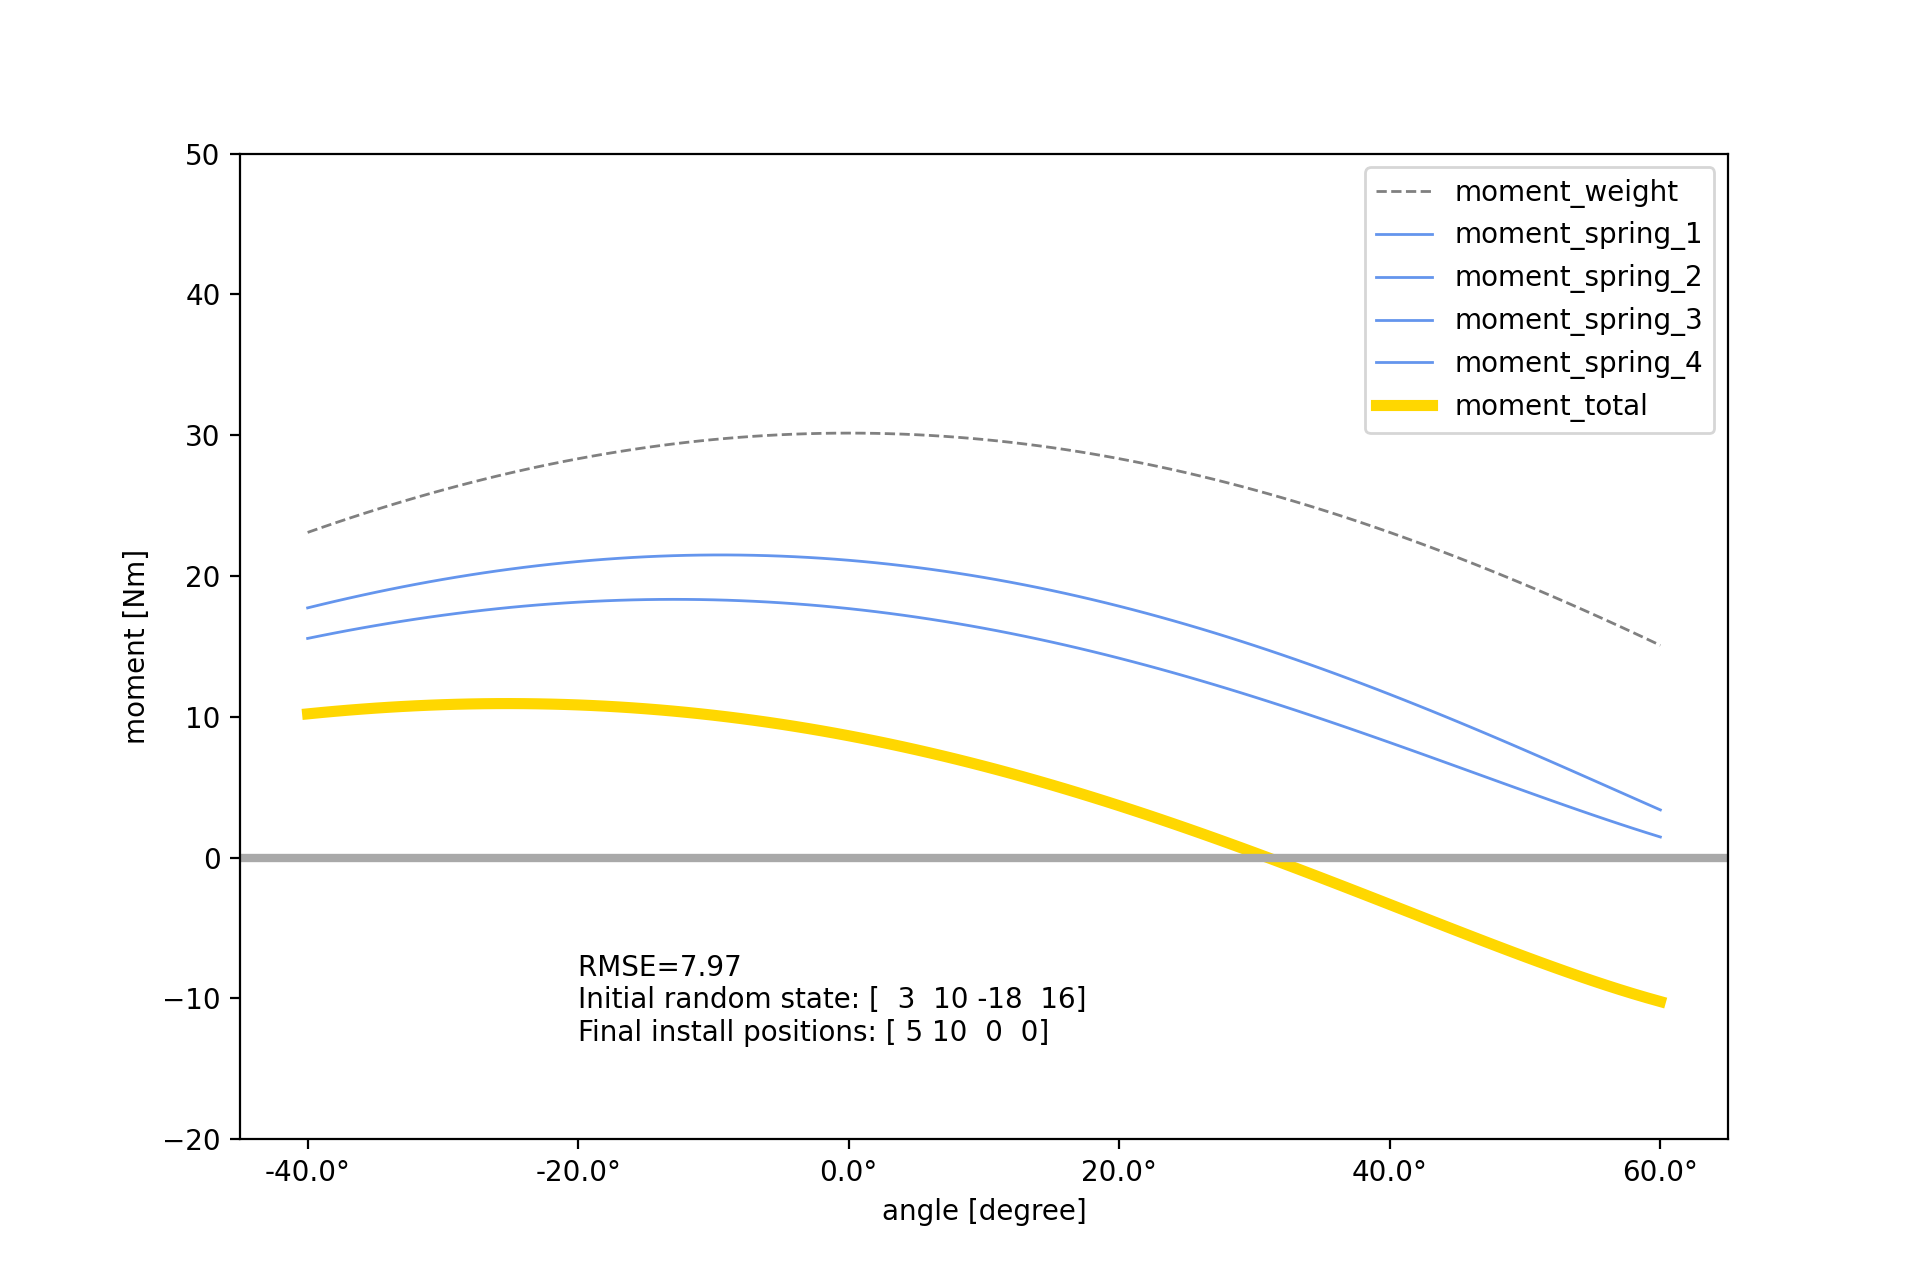 50
40
30
20
10
0
−10
−20
moment [Nm]
moment_weight
moment_spring_1
moment_spring_2
moment_spring_3
moment_spring_4
moment_total
RMSE=7.97
Initial random state: [  3  10 -18  16]
Final install positions: [ 5 10  0  0]
-40.0° -20.0° 0.0° 20.0° 40.0° 60.0°
angle [degree]